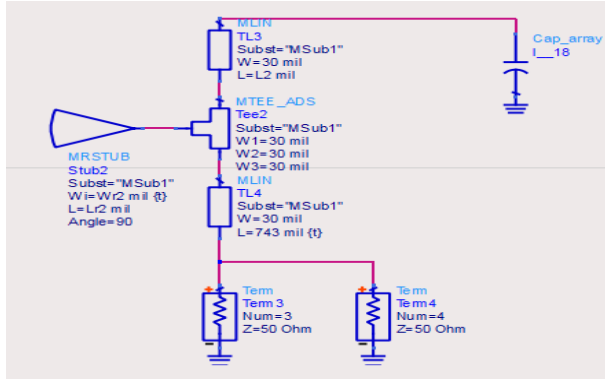 MLIN
TL3
Subst="MSub1"
W=30 mil
L=L2 mil
Cap_array
I__18
MTEE_ADS
Tee2
Subst="MSub1"
W1=30 mil
W2=30 mil
W3=30 mil
MRSTUB
Stub2
Subst="MSub1"
Wi=Wr2 mil {t}
L=Lr2 mil
Angle=90
MLIN
TL4
Subst="MSub1"
W=30 mil
L=743 mil {t}
Term
Term3
Num=3
Z=50 Ohm
Term
Term4
Num=4
Z=50 Ohm